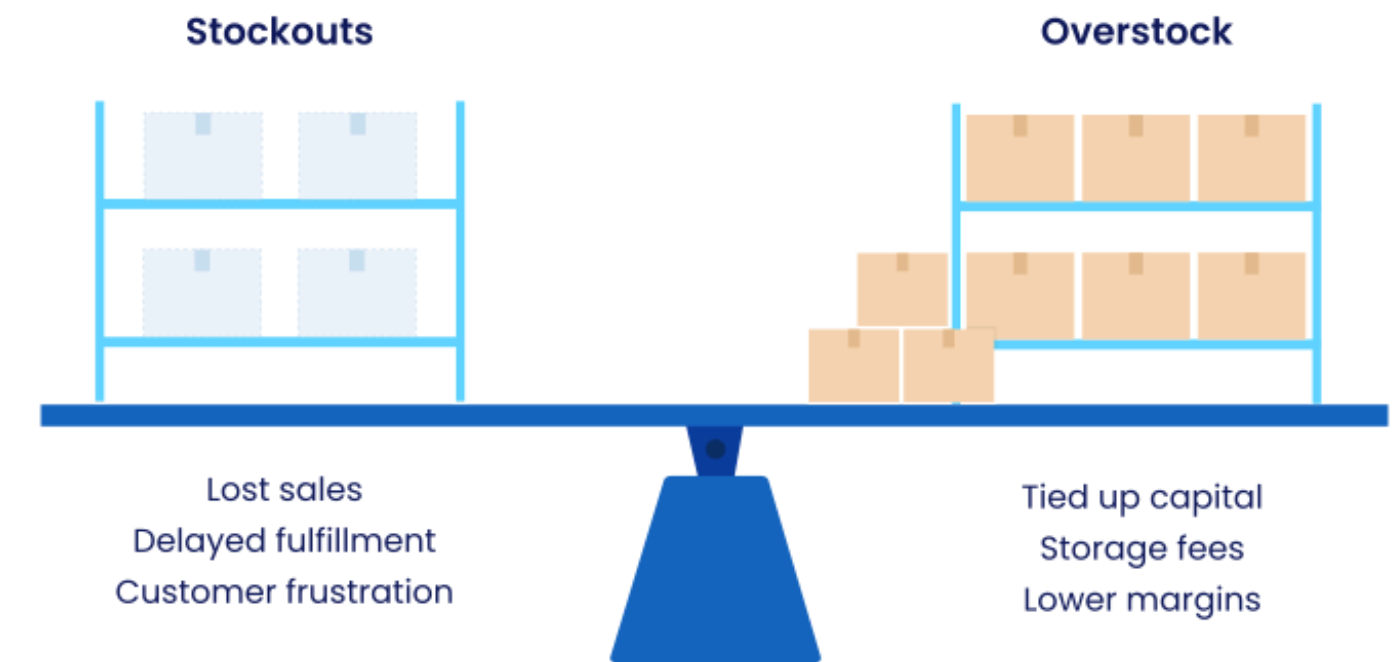 Stockouts
Overstock
Lost sales
Delayed fulfillment
Customer frustration
Tied up capital
Storage fees
Lower margins